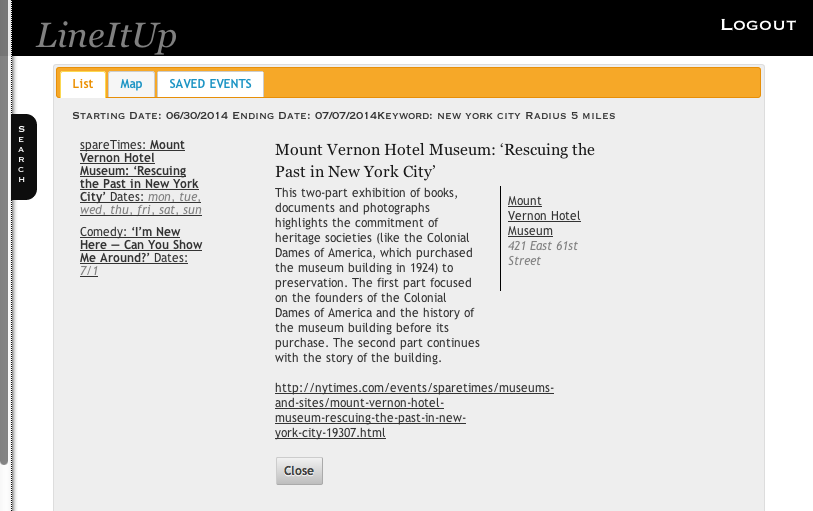 LineItUp
Logout
List Map SAVED EVENTS
Starting Date: 06/30/2014 Ending Date: 07/07/2014Keyword: new york city Radius 5 miles
S
E
A
R
C
H
spareTimes: Mount
Vernon Hotel
Museum: ‘Rescuing
the Past in New York
City’ Dates: mon, tue,
wed, thu, fri, sat, sun
Comedy: ‘I’m New
Here — Can You Show
Me Around?’ Dates:
7/1
Mount Vernon Hotel Museum: ‘Rescuing the
Past in New York City’
This two-part exhibition of books,
documents and photographs
highlights the commitment of
heritage societies (like the Colonial
Dames of America, which purchased
the museum building in 1924) to
preservation. The first part focused
on the founders of the Colonial
Dames of America and the history of
the museum building before its
purchase. The second part continues
with the story of the building.
Mount
Vernon Hotel
Museum
421 East 61st
Street
http://nytimes.com/events/sparetimes/museums-
and-sites/mount-vernon-hotel-
museum-rescuing-the-past-in-new-
york-city-19307.html
Close